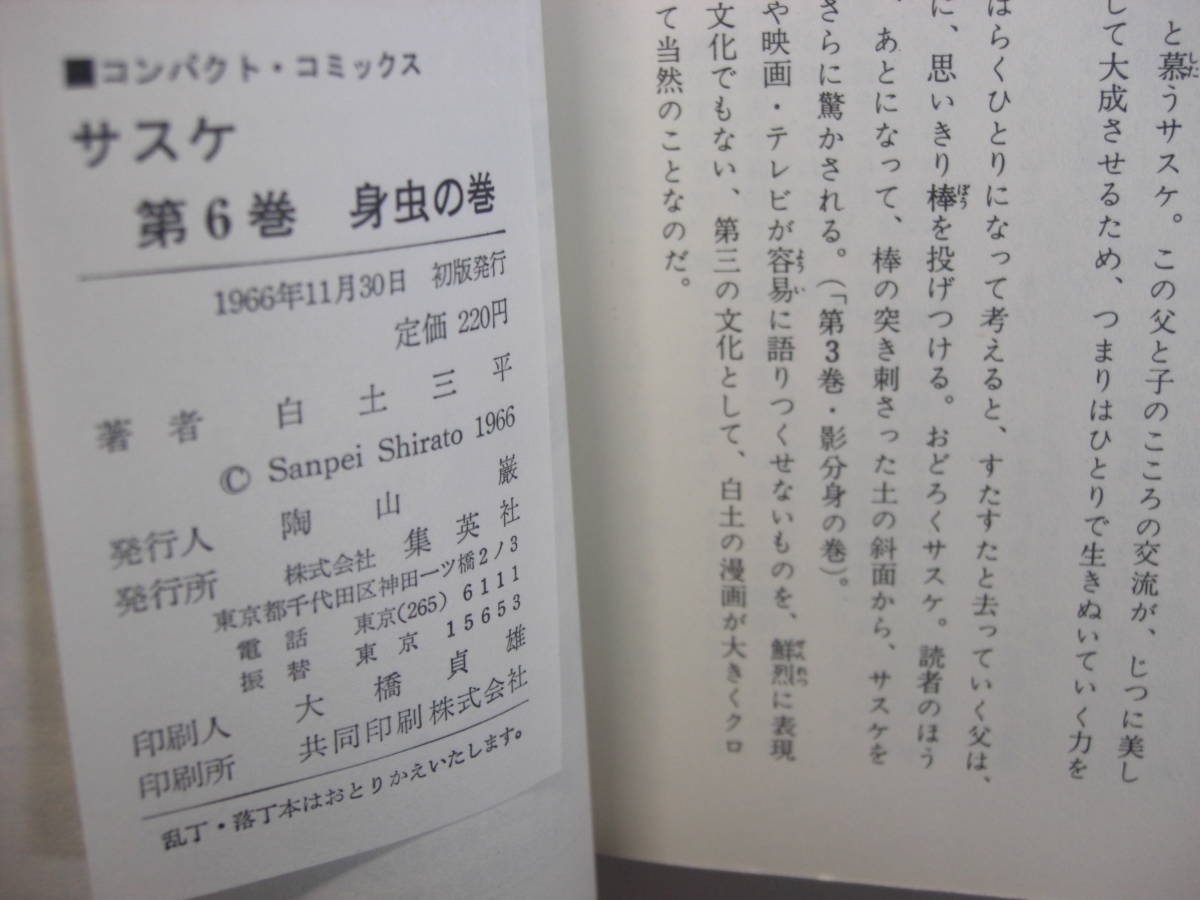 ■コンパクト・コミックス
サスケ
第6巻 身虫の巻
1966年11月30日 初版発行
定価 220円
著者 白土三平
© Sanpei Shirato 1966
発行人 陶山巌
発行所 株式会社 集英社
東京都千代田区神田一ツ橋2ノ3
電話 東京(265)6111
振替 東京 15653
印刷人 大橋貞雄
印刷所 共同印刷株式会社
乱丁・落丁本はおとりかえいたします。
と慕うサスケ。この父と子のこころの交流が、じつに美し
して大成させるため、つまりはひとりで生きぬいていく力を
はらくひとりになって考えると、すたすたと去っていく父は、
に、思いきり棒を投げつける。おどろくサスケ。読者のほう
、あとになって、棒の突き刺さった土の斜面から、サスケを
さらに驚かされる。(「第3巻・影分身の巻)。
や映画・テレビが容易に語りつくせないものを、鮮烈に表現
文化でもない、第三の文化として、白土の漫画が大きくクロ
て当然のことなのだ。